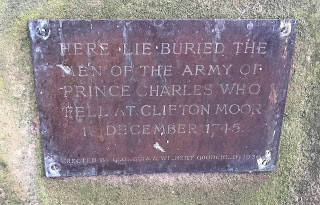 HERE·LIE·BURIED THE
MEN OF THE ARMY OF
PRINCE CHARLES WHO
FELL AT CLIFTON MOOR
18 DECEMBER 1745.
ERECTED BY GEORGINA & WILBERT GOODCHILD